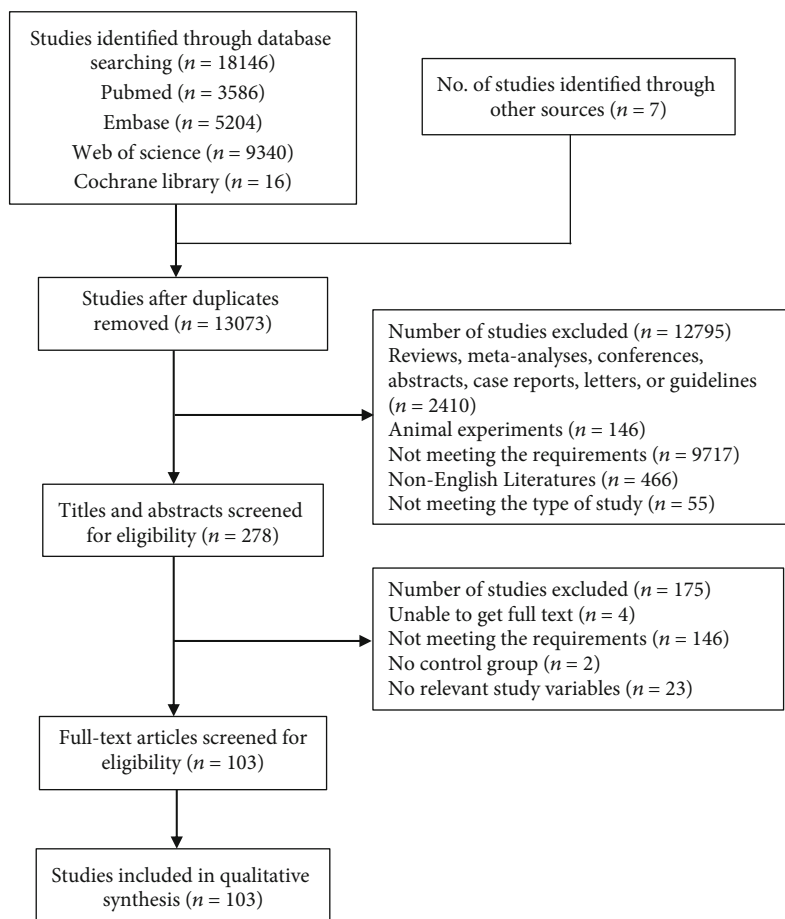 Studies identified through database
searching (n = 18146)
Pubmed (n = 3586)
Embase (n = 5204)
Web of science (n = 9340)
Cochrane library (n = 16)
No. of studies identified through
other sources (n = 7)
Studies after duplicates
removed (n = 13073)
Number of studies excluded (n = 12795)
Reviews, meta-analyses, conferences,
abstracts, case reports, letters, or guidelines
(n = 2410)
Animal experiments (n = 146)
Not meeting the requirements (n = 9717)
Non-English Literatures (n = 466)
Not meeting the type of study (n = 55)
Titles and abstracts screened
for eligibility (n = 278)
Number of studies excluded (n = 175)
Unable to get full text (n = 4)
Not meeting the requirements (n = 146)
No control group (n = 2)
No relevant study variables (n = 23)
Full-text articles screened for
eligibility (n = 103)
Studies included in qualitative
synthesis (n = 103)